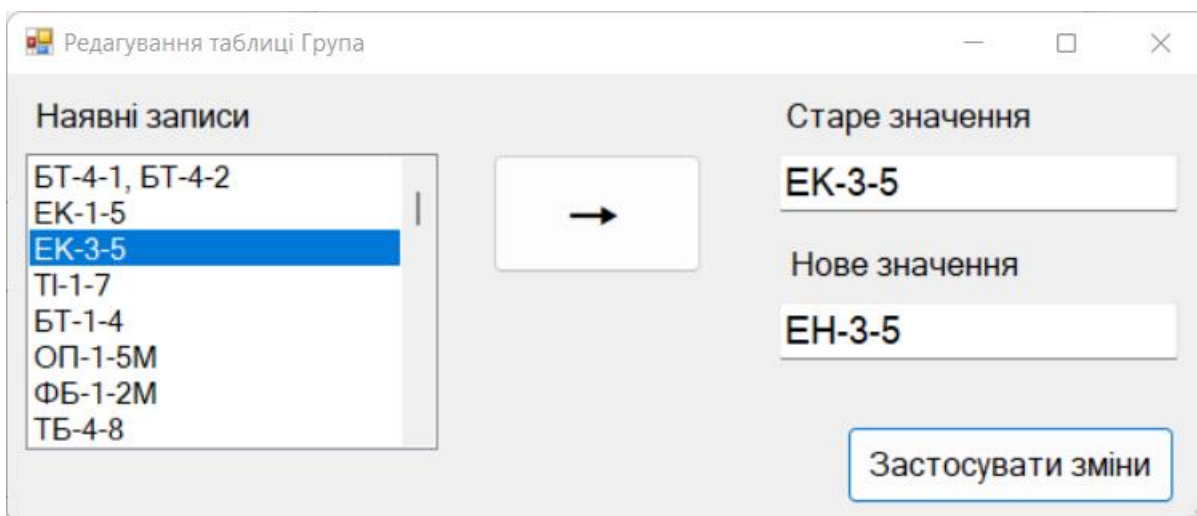 Редагування таблиці Група
Наявні записи
БТ-4-1, БТ-4-2
ЕК-1-5
ЕК-3-5
ТІ-1-7
БТ-1-4
ОП-1-5М
ФБ-1-2М
ТБ-4-8
Старе значення
ЕК-3-5
Нове значення
ЕН-3-5
Застосувати зміни